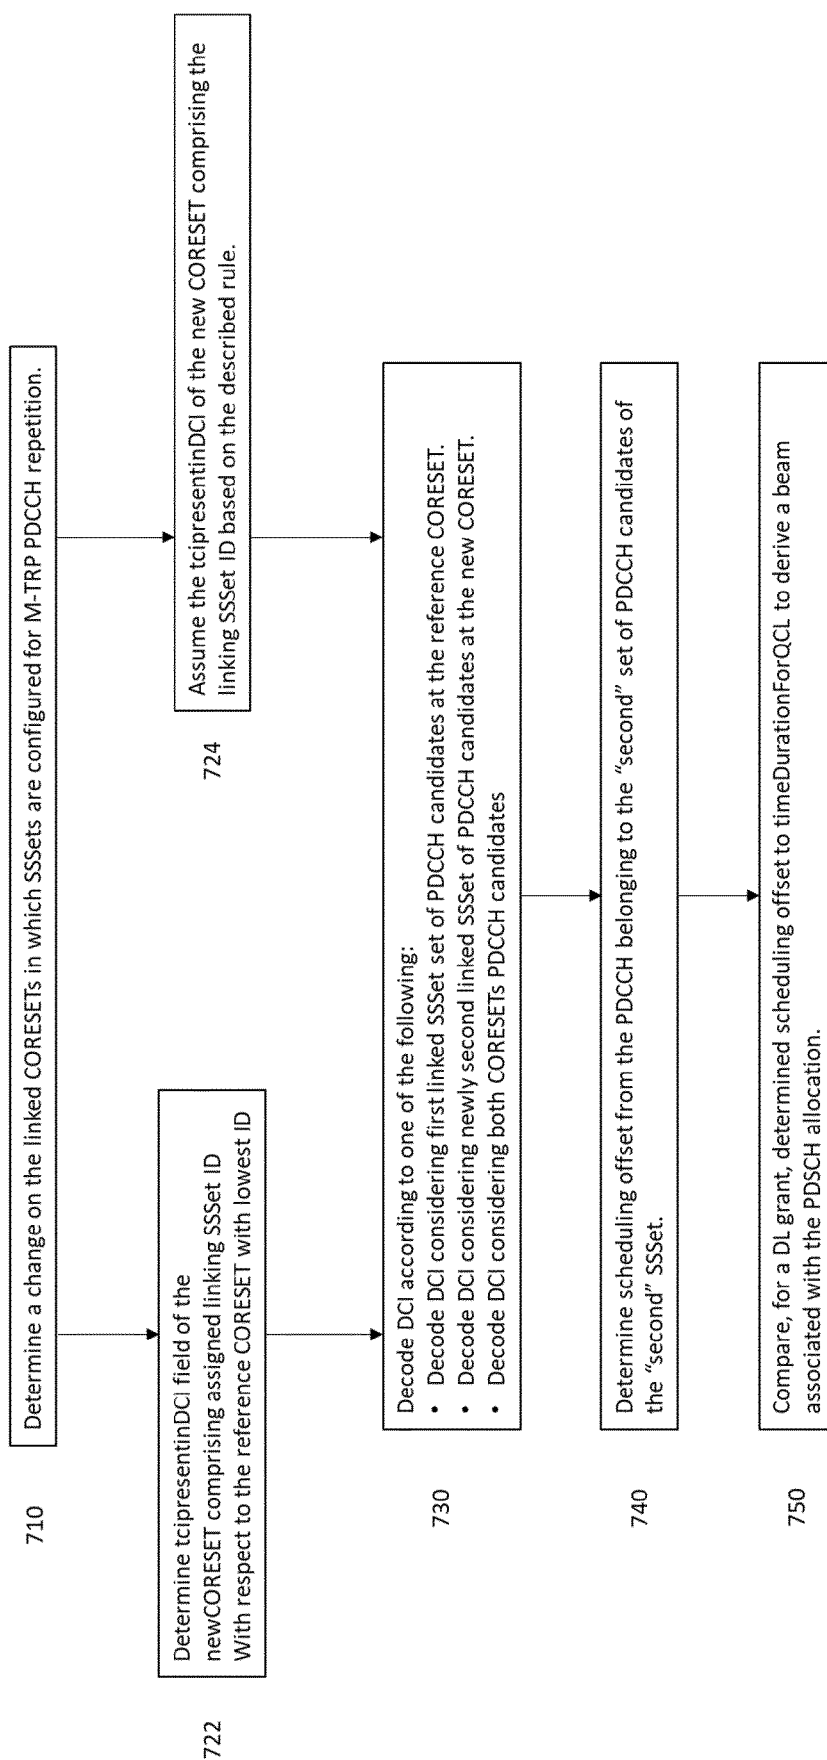 710
Determine a change on the linked CORESETs in which SSSets are configured for M-TRP PDCCH repetition.
722
Determine tcipresentinDCI field of the
newCORESET comprising assigned linking SSSet ID
With respect to the reference CORESET with lowest ID
724
Assume the tcipresentinDCI of the new CORESET comprising the
linking SSSet ID based on the described rule.
730
Decode DCI according to one of the following:
• Decode DCI considering first linked SSSet set of PDCCH candidates at the reference CORESET.
• Decode DCI considering newly second linked SSSet of PDCCH candidates at the new CORESET.
• Decode DCI considering both CORESETs PDCCH candidates
740
Determine scheduling offset from the PDCCH belonging to the “second” set of PDCCH candidates of
the “second” SSSet.
750
Compare, for a DL grant, determined scheduling offset to timeDurationForQCL to derive a beam
associated with the PDSCH allocation.